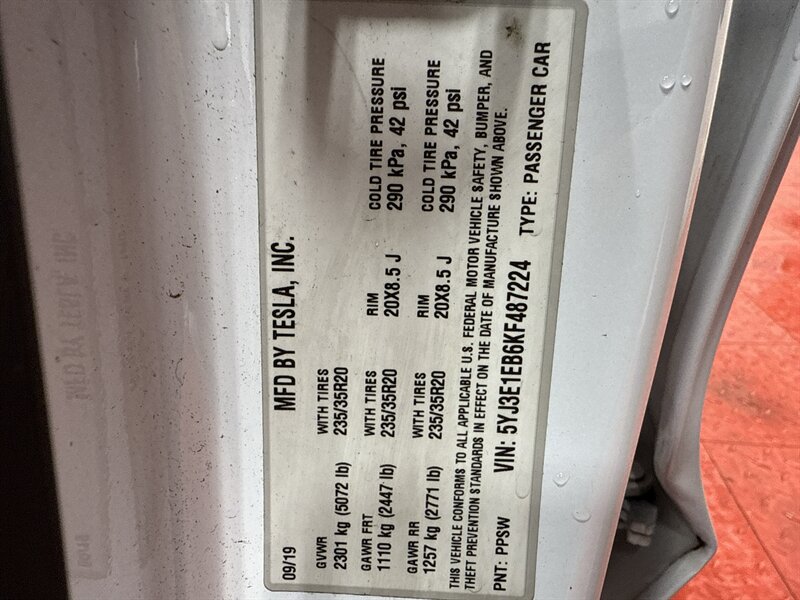 MFD BY TESLA, INC.
09/19
GVWR
2301 kg (5072 lb)
WITH TIRES
235/35R20
GAWR FRT
1110 kg (2447 lb)
WITH TIRES
235/35R20
RIM
20X8.5 J
COLD TIRE PRESSURE
290 kPa, 42 psi
GAWR RR
1257 kg (2771 lb)
WITH TIRES
235/35R20
RIM
20X8.5 J
COLD TIRE PRESSURE
290 kPa, 42 psi
THIS VEHICLE CONFORMS TO ALL APPLICABLE U.S. FEDERAL MOTOR VEHICLE SAFETY, BUMPER, AND
THEFT PREVENTION STANDARDS IN EFFECT ON THE DATE OF MANUFACTURE SHOWN ABOVE.
PNT: PPSW VIN: 5YJ3E1EB6KF487224 TYPE: PASSENGER CAR